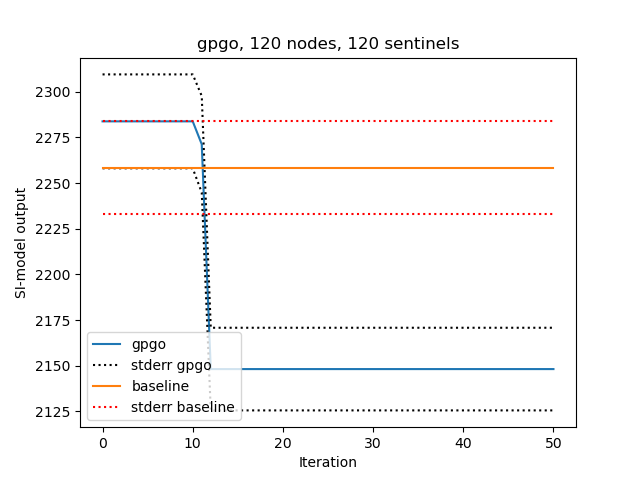 gpgo, 120 nodes, 120 sentinels
SI-model output
2300
2275
2250
2225
2200
2175
2150
2125
gpgo
stderr gpgo
baseline
stderr baseline
0 10 20 30 40 50
Iteration